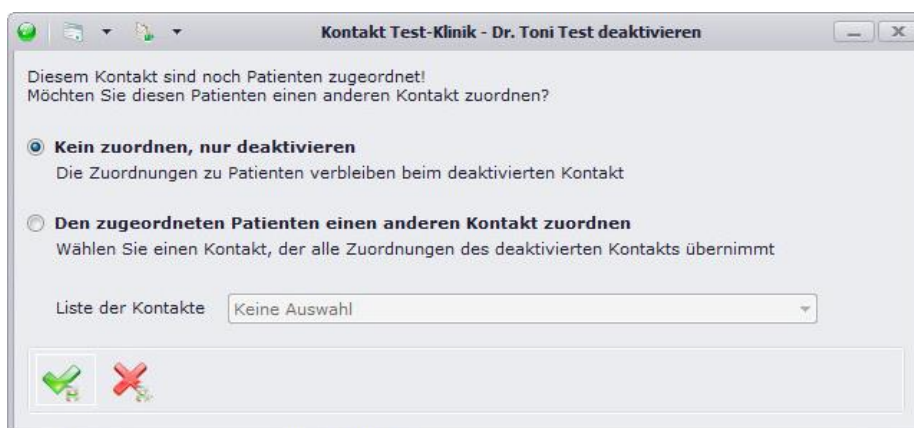 Kontakt Test-Klinik - Dr. Toni Test deaktivieren
Diesem Kontakt sind noch Patienten zugeordnet!
Möchten Sie diesen Patienten einen anderen Kontakt zuordnen?
Kein zuordnen, nur deaktivieren
Die Zuordnungen zu Patienten verbleiben beim deaktivierten Kontakt
Den zugeordneten Patienten einen anderen Kontakt zuordnen
Wählen Sie einen Kontakt, der alle Zuordnungen des deaktivierten Kontakts übernimmt
Liste der Kontakte Keine Auswahl